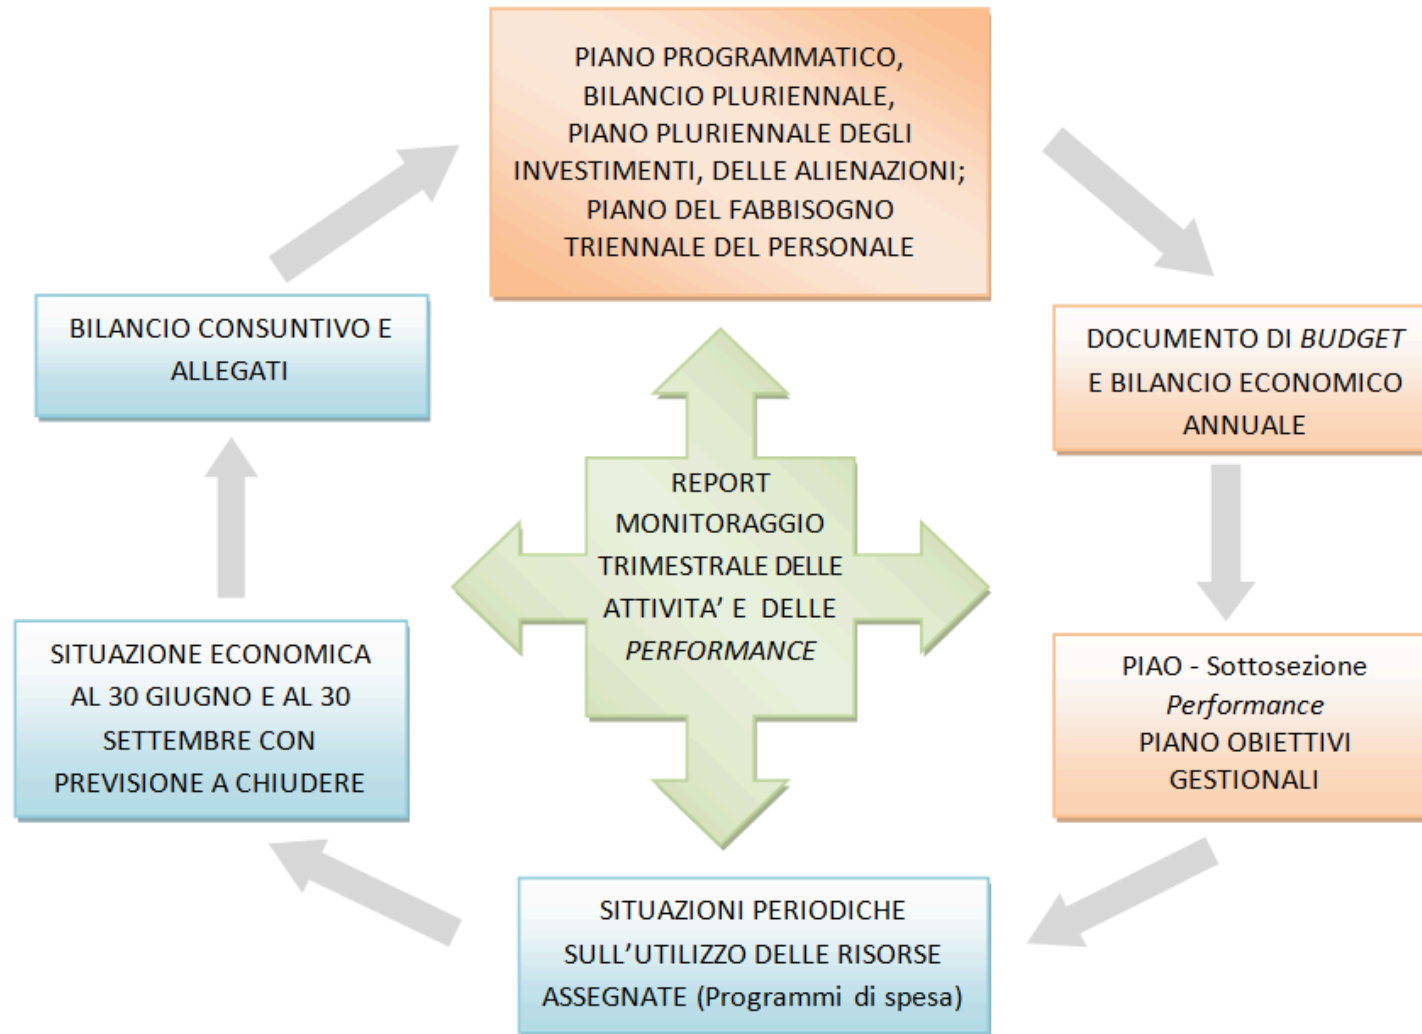 PIANO PROGRAMMATICO,
BILANCIO PLURIENNALE,
PIANO PLURIENNALE DEGLI
INVESTIMENTI, DELLE ALIENAZIONI;
PIANO DEL FABBISOGNO
TRIENNALE DEL PERSONALE
DOCUMENTO DI BUDGET
E BILANCIO ECONOMICO
ANNUALE
PIAO - Sottosezione
Performance
PIANO OBIETTIVI
GESTIONALI
SITUAZIONI PERIODICHE
SULL’UTILIZZO DELLE RISORSE
ASSEGNATE (Programmi di spesa)
SITUAZIONE ECONOMICA
AL 30 GIUGNO E AL 30
SETTEMBRE CON
PREVISIONE A CHIUDERE
BILANCIO CONSUNTIVO E
ALLEGATI
REPORT
MONITORAGGIO
TRIMESTRALE DELLE
ATTIVITA’ E DELLE
PERFORMANCE